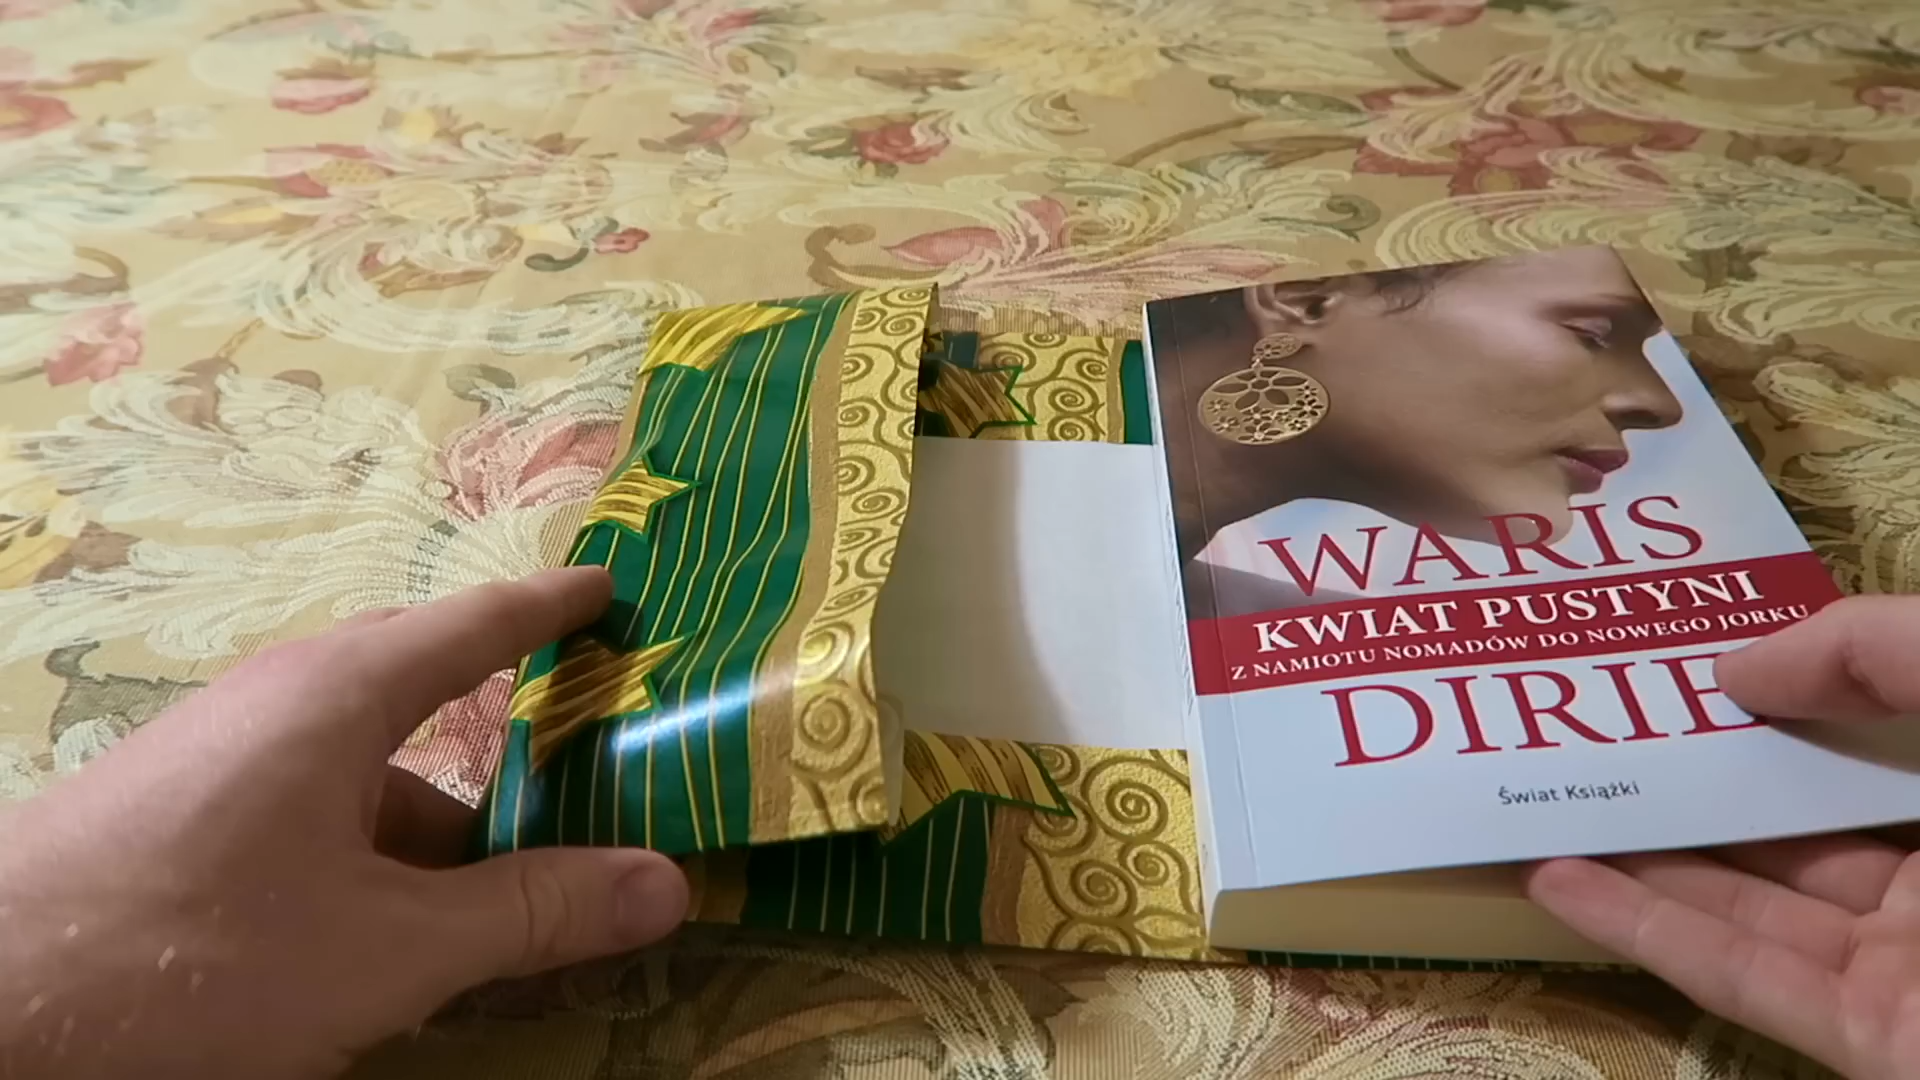 WARIS
KWIAT PUSTYNI
Z NAMIOTU NOMADÓW DO NOWEGO JORKU
DIRIE
Świat Książki